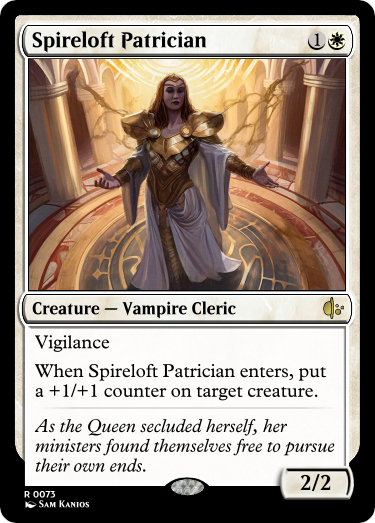 Spireloft Patrician 1
Creature — Vampire Cleric
Vigilance
When Spireloft Patrician enters, put
a +1/+1 counter on target creature.
As the Queen secluded herself, her
ministers found themselves free to pursue
their own ends.
2/2
R 0073
Sam Kanios